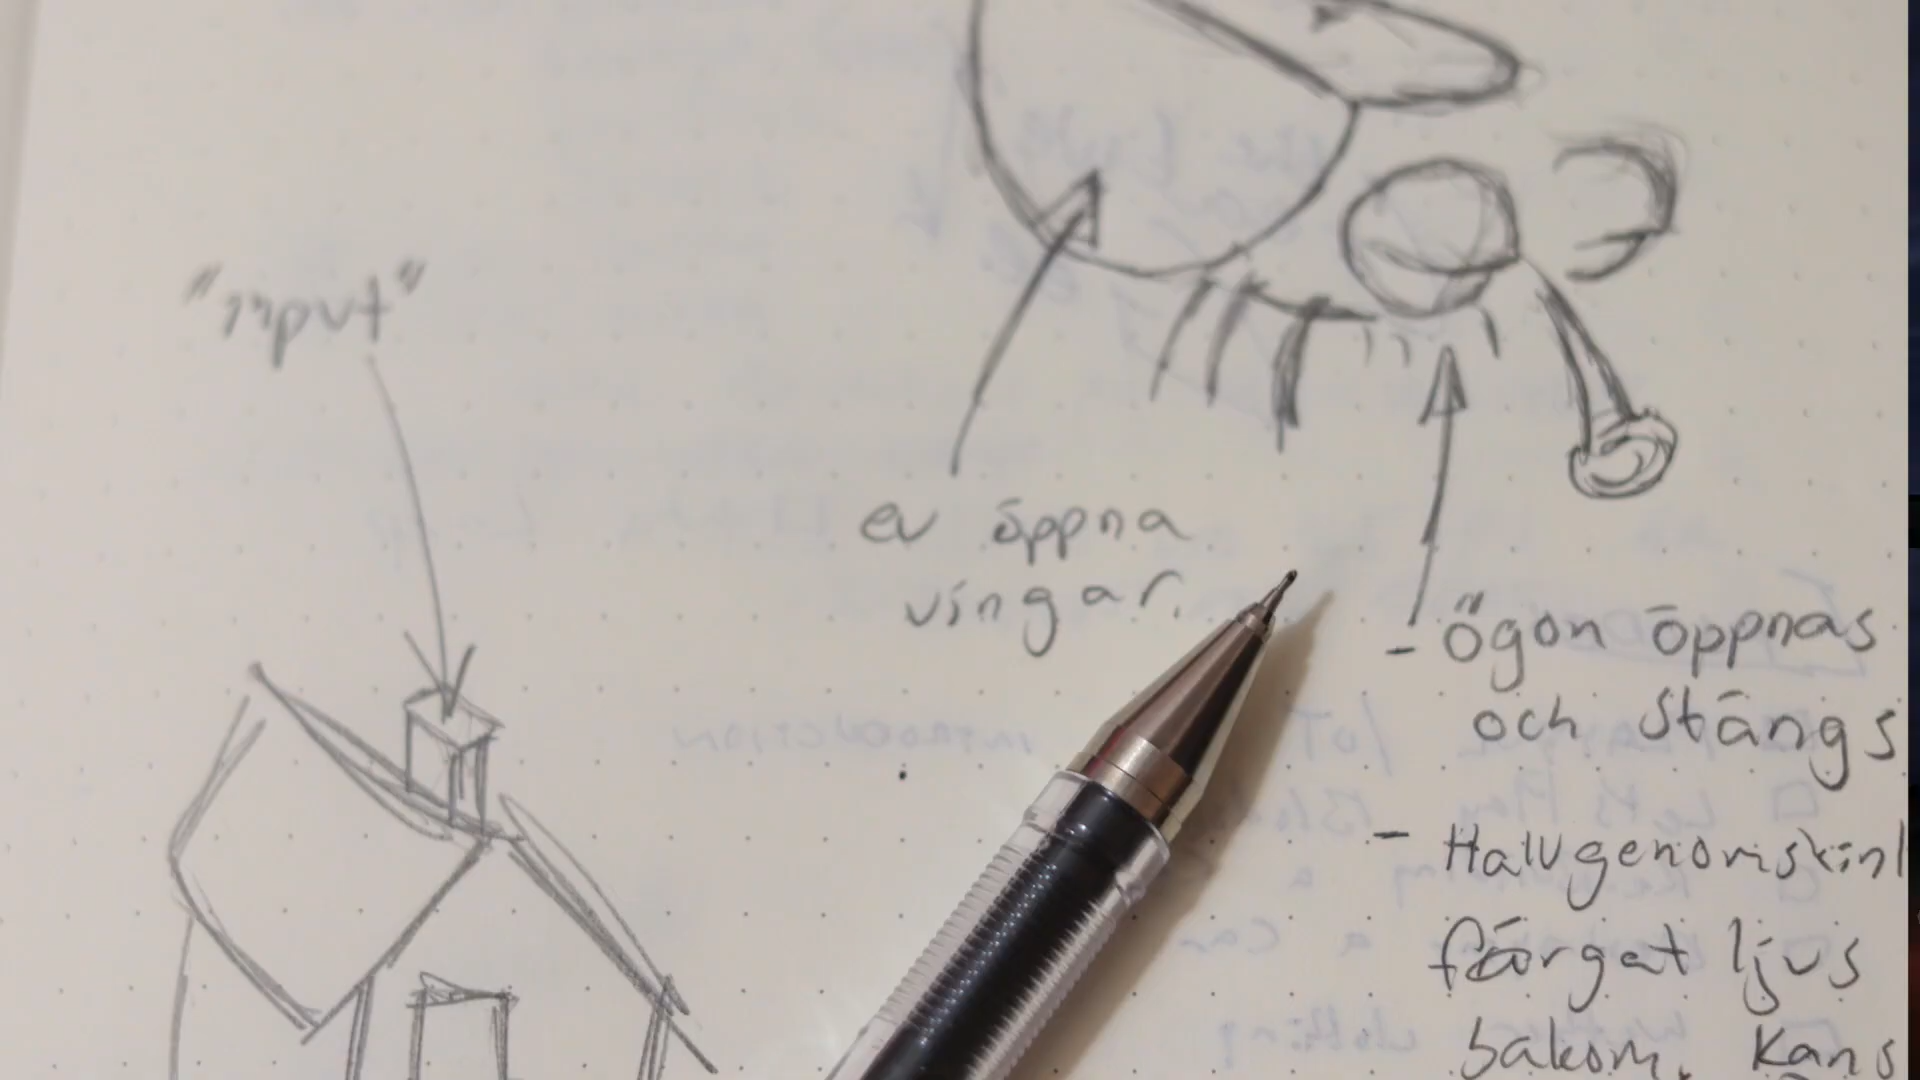 "input"
ev öppna
vingar.
- Ögon öppnas
och stängs
- Halvgenomskinl
färgat ljus
bakom. Kans